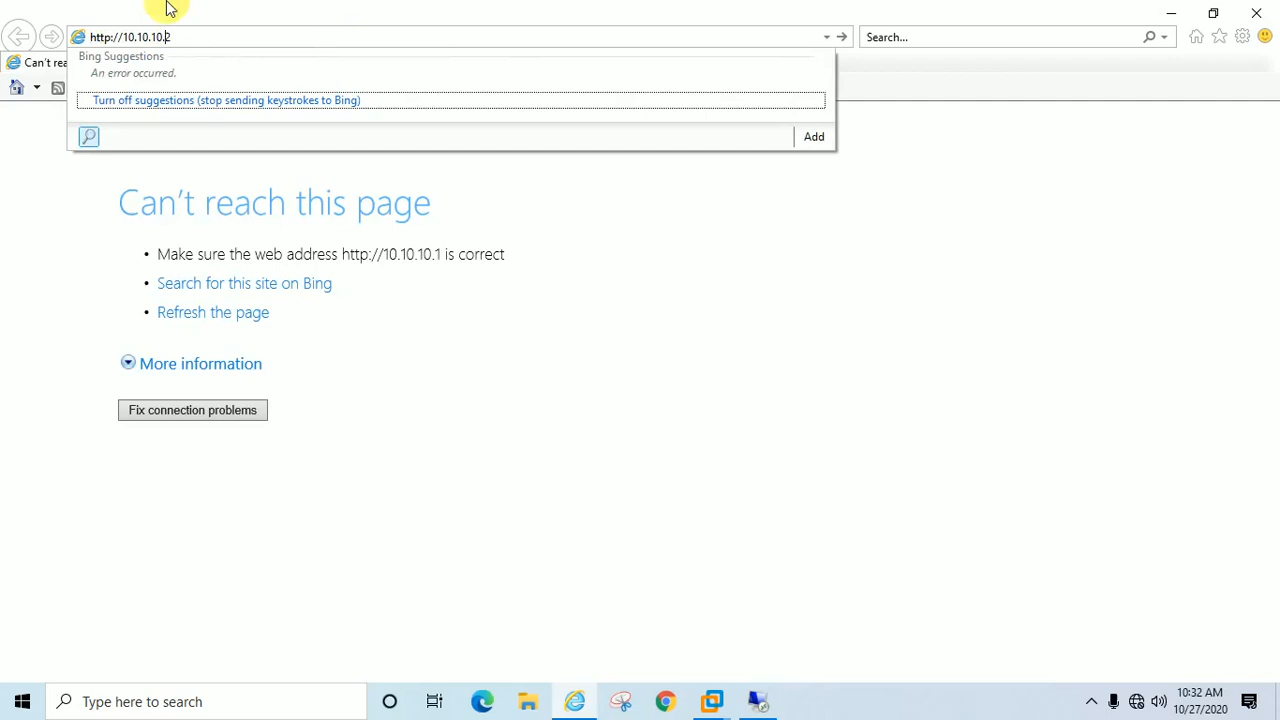 http://10.10.10.2
Search...
Can't rea
Bing Suggestions
An error occurred.
Turn off suggestions (stop sending keystrokes to Bing)
Add
Can't reach this page
• Make sure the web address http://10.10.10.1 is correct
• Search for this site on Bing
• Refresh the page
More information
Fix connection problems
Type here to search
10:32 AM
10/27/2020